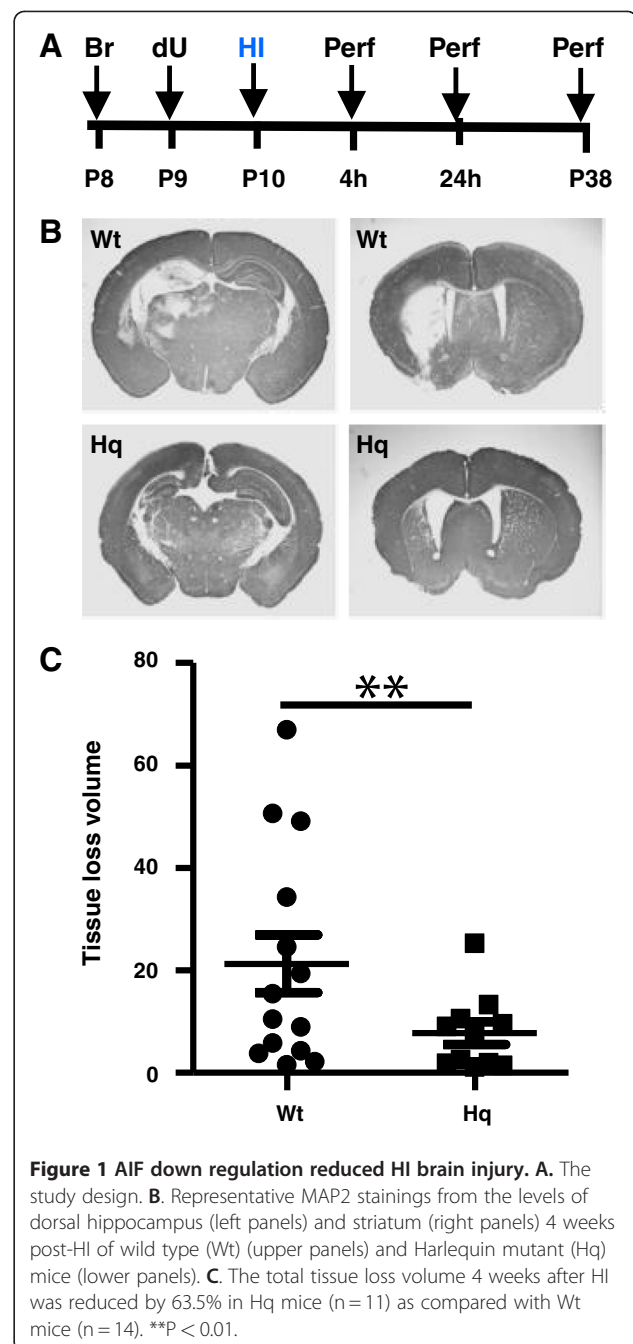 A Br dU HI Perf Perf Perf
P8 P9 P10 4h 24h P38
B
Wt Wt
Hq Hq
C
80
**
60
40
20
0
Tissue loss volume
Wt Hq
Figure 1 AIF down regulation reduced HI brain injury. A. The
study design. B. Representative MAP2 stainings from the levels of
dorsal hippocampus (left panels) and striatum (right panels) 4 weeks
post-HI of wild type (Wt) (upper panels) and Harlequin mutant (Hq)
mice (lower panels). C. The total tissue loss volume 4 weeks after HI
was reduced by 63.5% in Hq mice (n = 11) as compared with Wt
mice (n = 14). **P < 0.01.